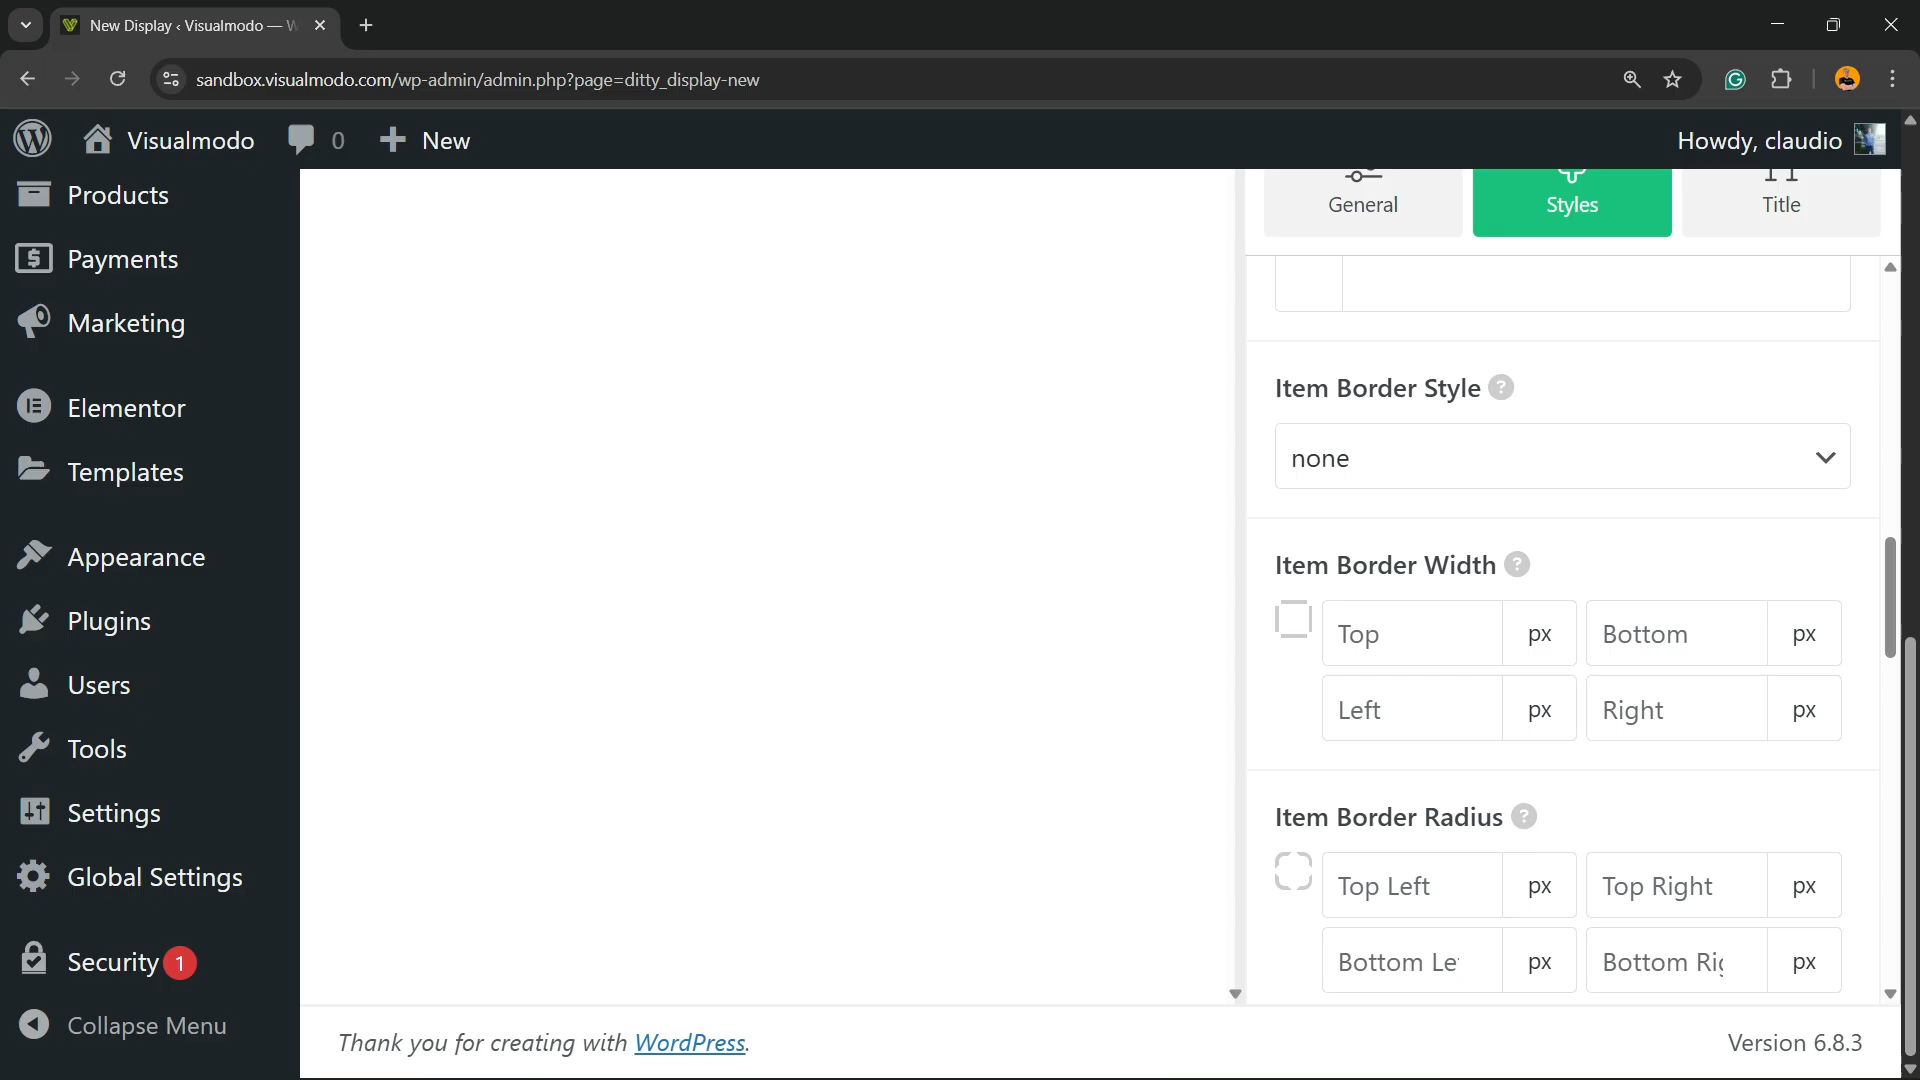 New Display ‹ Visualmodo — W
sandbox.visualmodo.com/wp-admin/admin.php?page=ditty_display-new
Visualmodo
0
New
Howdy, claudio
Products
Payments
Marketing
Elementor
Templates
Appearance
Plugins
Users
Tools
Settings
Global Settings
Security 1
Collapse Menu
General
Styles
Title
Item Border Style ?
none
Item Border Width ?
Top px Bottom px
Left px Right px
Item Border Radius ?
Top Left px Top Right px
Bottom Le px Bottom Ri px
Thank you for creating with WordPress.
Version 6.8.3